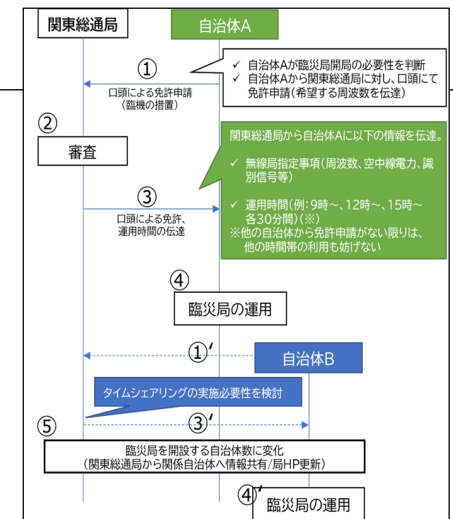 関東総通局
自治体A
①
口頭による免許申請
(臨機の措置)
✓ 自治体Aが臨災局開局の必要性を判断
✓ 自治体Aから関東総通局に対し、口頭にて
免許申請(希望する周波数を伝達)
②
審査
関東総通局から自治体Aに以下の情報を伝達。
✓ 無線局指定事項(周波数、空中線電力、識
別信号等)
✓ 運用時間(例:9時~、12時~、15時~
各30分間)(※)
※他の自治体から免許申請がない限りは、
他の時間帯の利用も妨げない
③
口頭による免許、
運用時間の伝達
④
臨災局の運用
①′
自治体B
タイムシェアリングの実施必要性を検討
③′
⑤
臨災局を開設する自治体数に変化
(関東総通局から関係自治体へ情報共有/局HP更新)
④′
臨災局の運用